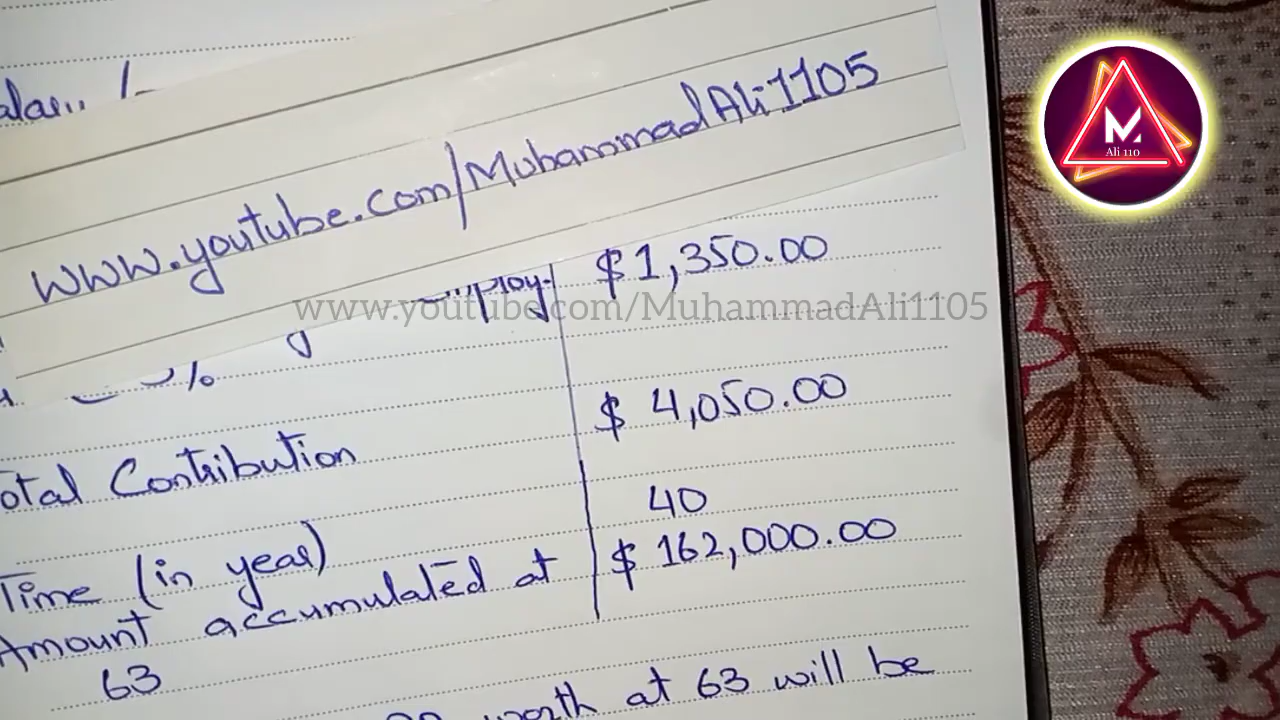 www.youtube.com/MuhammadAli1105
M
Ali 110
$1,350.00
www.youtube.com/MuhammadAli1105
%
$ 4,050.00
otal Contribution
40
Time (in year)
$ 162,000.00
Amount accumulated at
63
worth at 63 will be